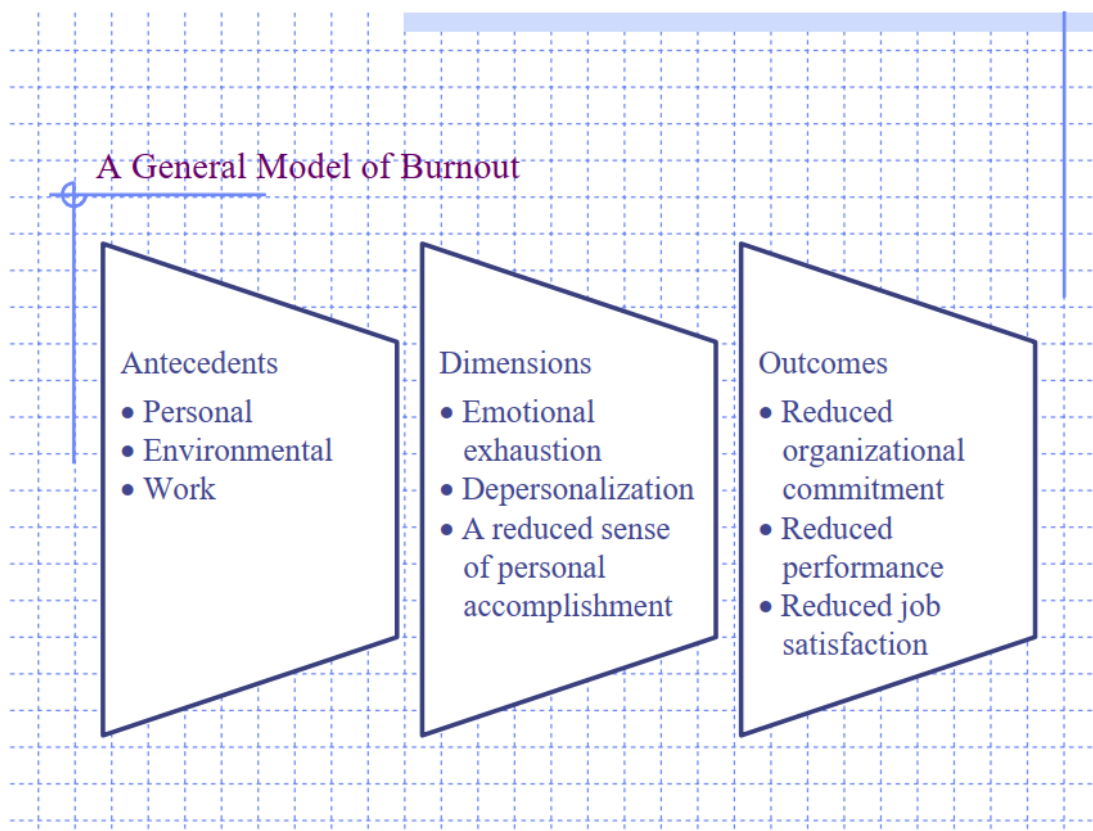 A General Model of Burnout
Antecedents
• Personal
• Environmental
• Work
Dimensions
• Emotional
exhaustion
• Depersonalization
• A reduced sense
of personal
accomplishment
Outcomes
• Reduced
organizational
commitment
• Reduced
performance
• Reduced job
satisfaction